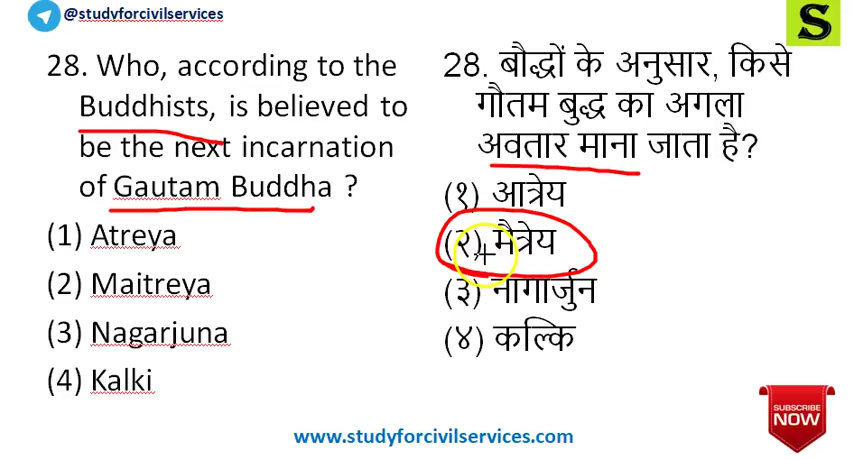 @studyforcivilservices
S
28. Who, according to the
Buddhists, is believed to
be the next incarnation
of Gautam Buddha ?
(1) Atreya
(2) Maitreya
(3) Nagarjuna
(4) Kalki
28. बौद्धों के अनुसार, किसे
गौतम बुद्ध का अगला
अवतार माना जाता है?
(१) आत्रेय
(२) मैत्रेय
(३) नागार्जुन
(४) कल्कि
SUBSCRIBE
NOW
www.studyforcivilservices.com